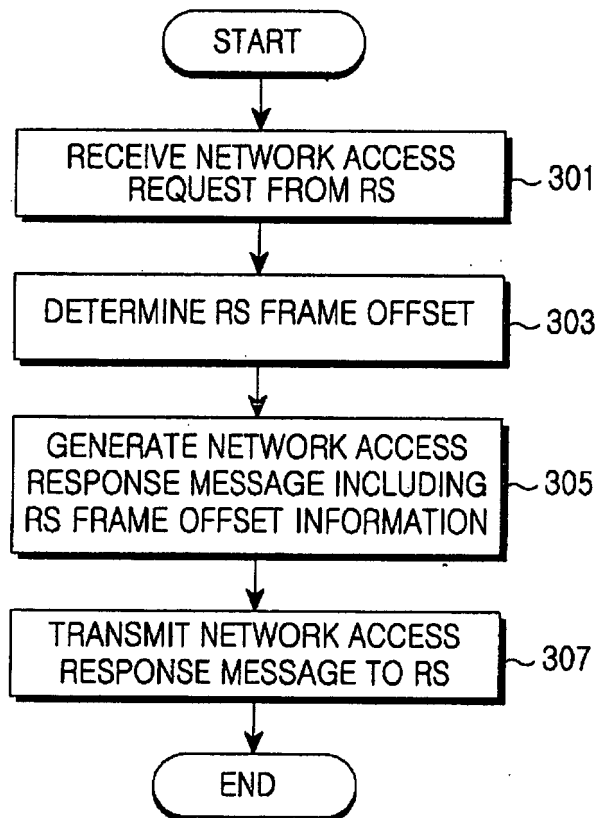 START
RECEIVE NETWORK ACCESS
REQUEST FROM RS
301
DETERMINE RS FRAME OFFSET
303
GENERATE NETWORK ACCESS
RESPONSE MESSAGE INCLUDING
RS FRAME OFFSET INFORMATION
305
TRANSMIT NETWORK ACCESS
RESPONSE MESSAGE TO RS
307
END